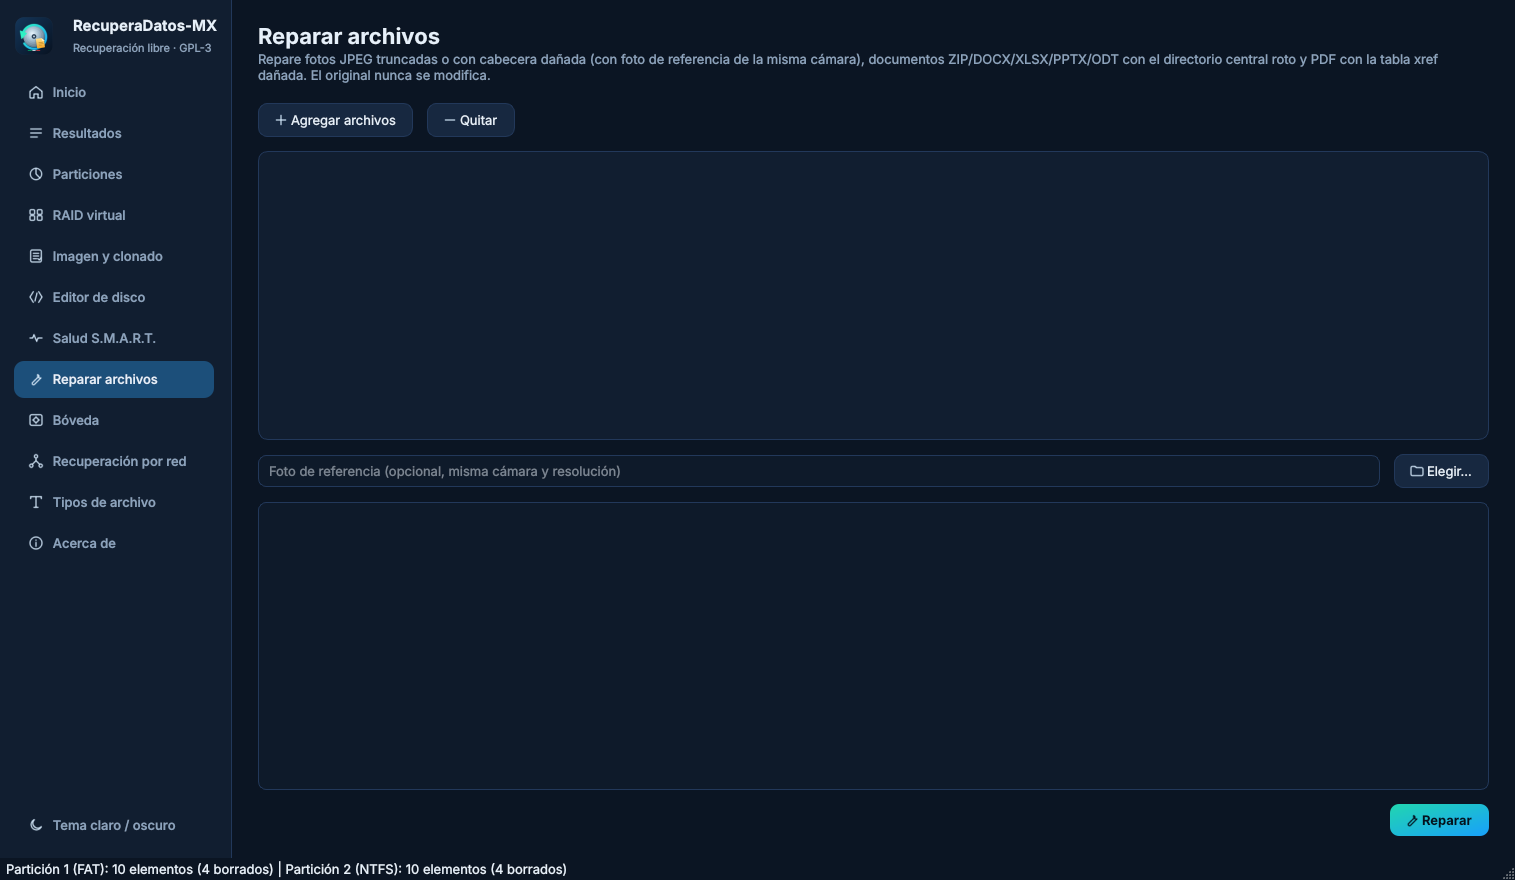 RecuperaDatos-MX
Recuperación libre · GPL-3
Inicio
Resultados
Particiones
RAID virtual
Imagen y clonado
Editor de disco
Salud S.M.A.R.T.
Reparar archivos
Bóveda
Recuperación por red
Tipos de archivo
Acerca de
Tema claro / oscuro
Reparar archivos
Repare fotos JPEG truncadas o con cabecera dañada (con foto de referencia de la misma cámara), documentos ZIP/DOCX/XLSX/PPTX/ODT con el directorio central roto y PDF con la tabla xref
dañada. El original nunca se modifica.
+ Agregar archivos
− Quitar
Foto de referencia (opcional, misma cámara y resolución)
Elegir...
Reparar
Partición 1 (FAT): 10 elementos (4 borrados) | Partición 2 (NTFS): 10 elementos (4 borrados)